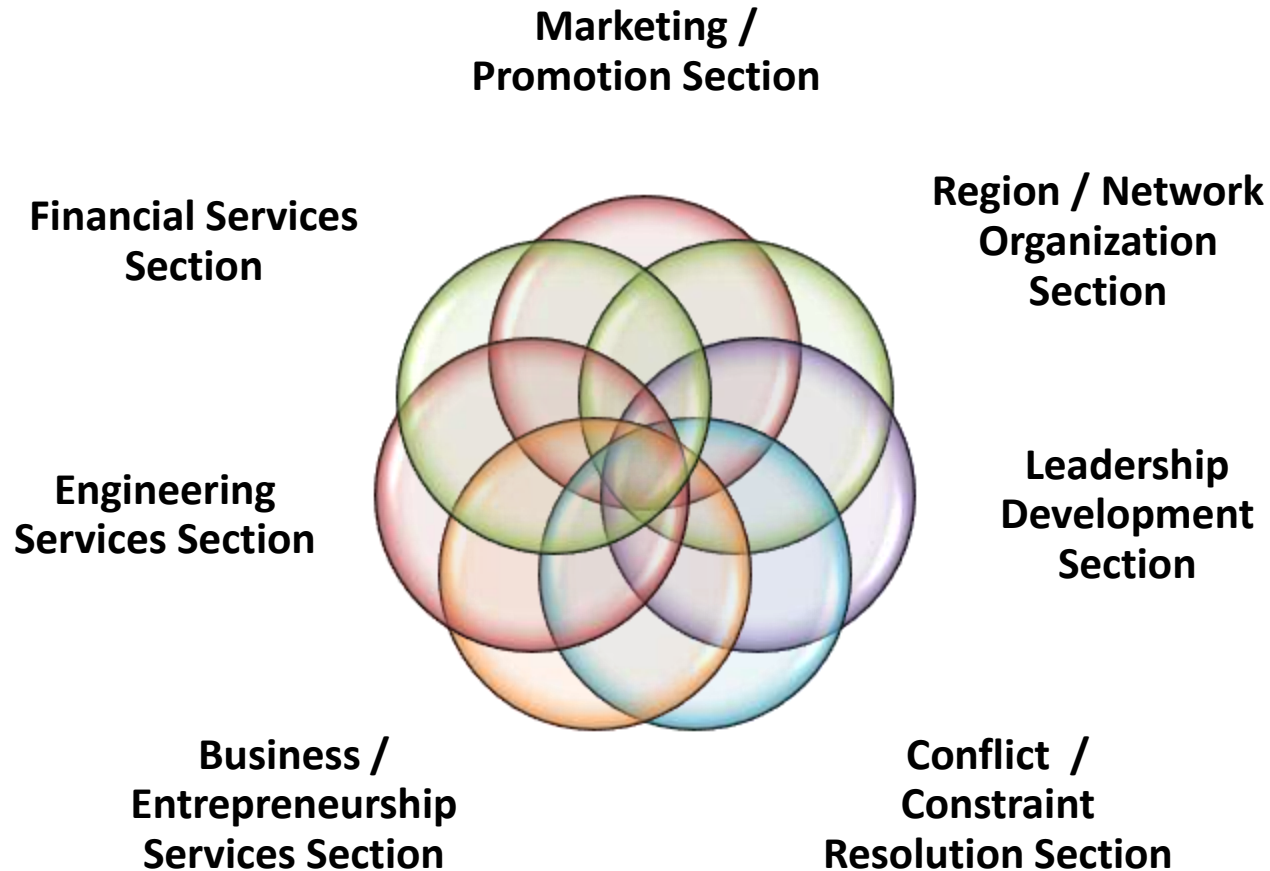 Marketing /
Promotion Section
Financial Services
Section
Region / Network
Organization
Section
Engineering
Services Section
Leadership
Development
Section
Business /
Entrepreneurship
Services Section
Conflict /
Constraint
Resolution Section